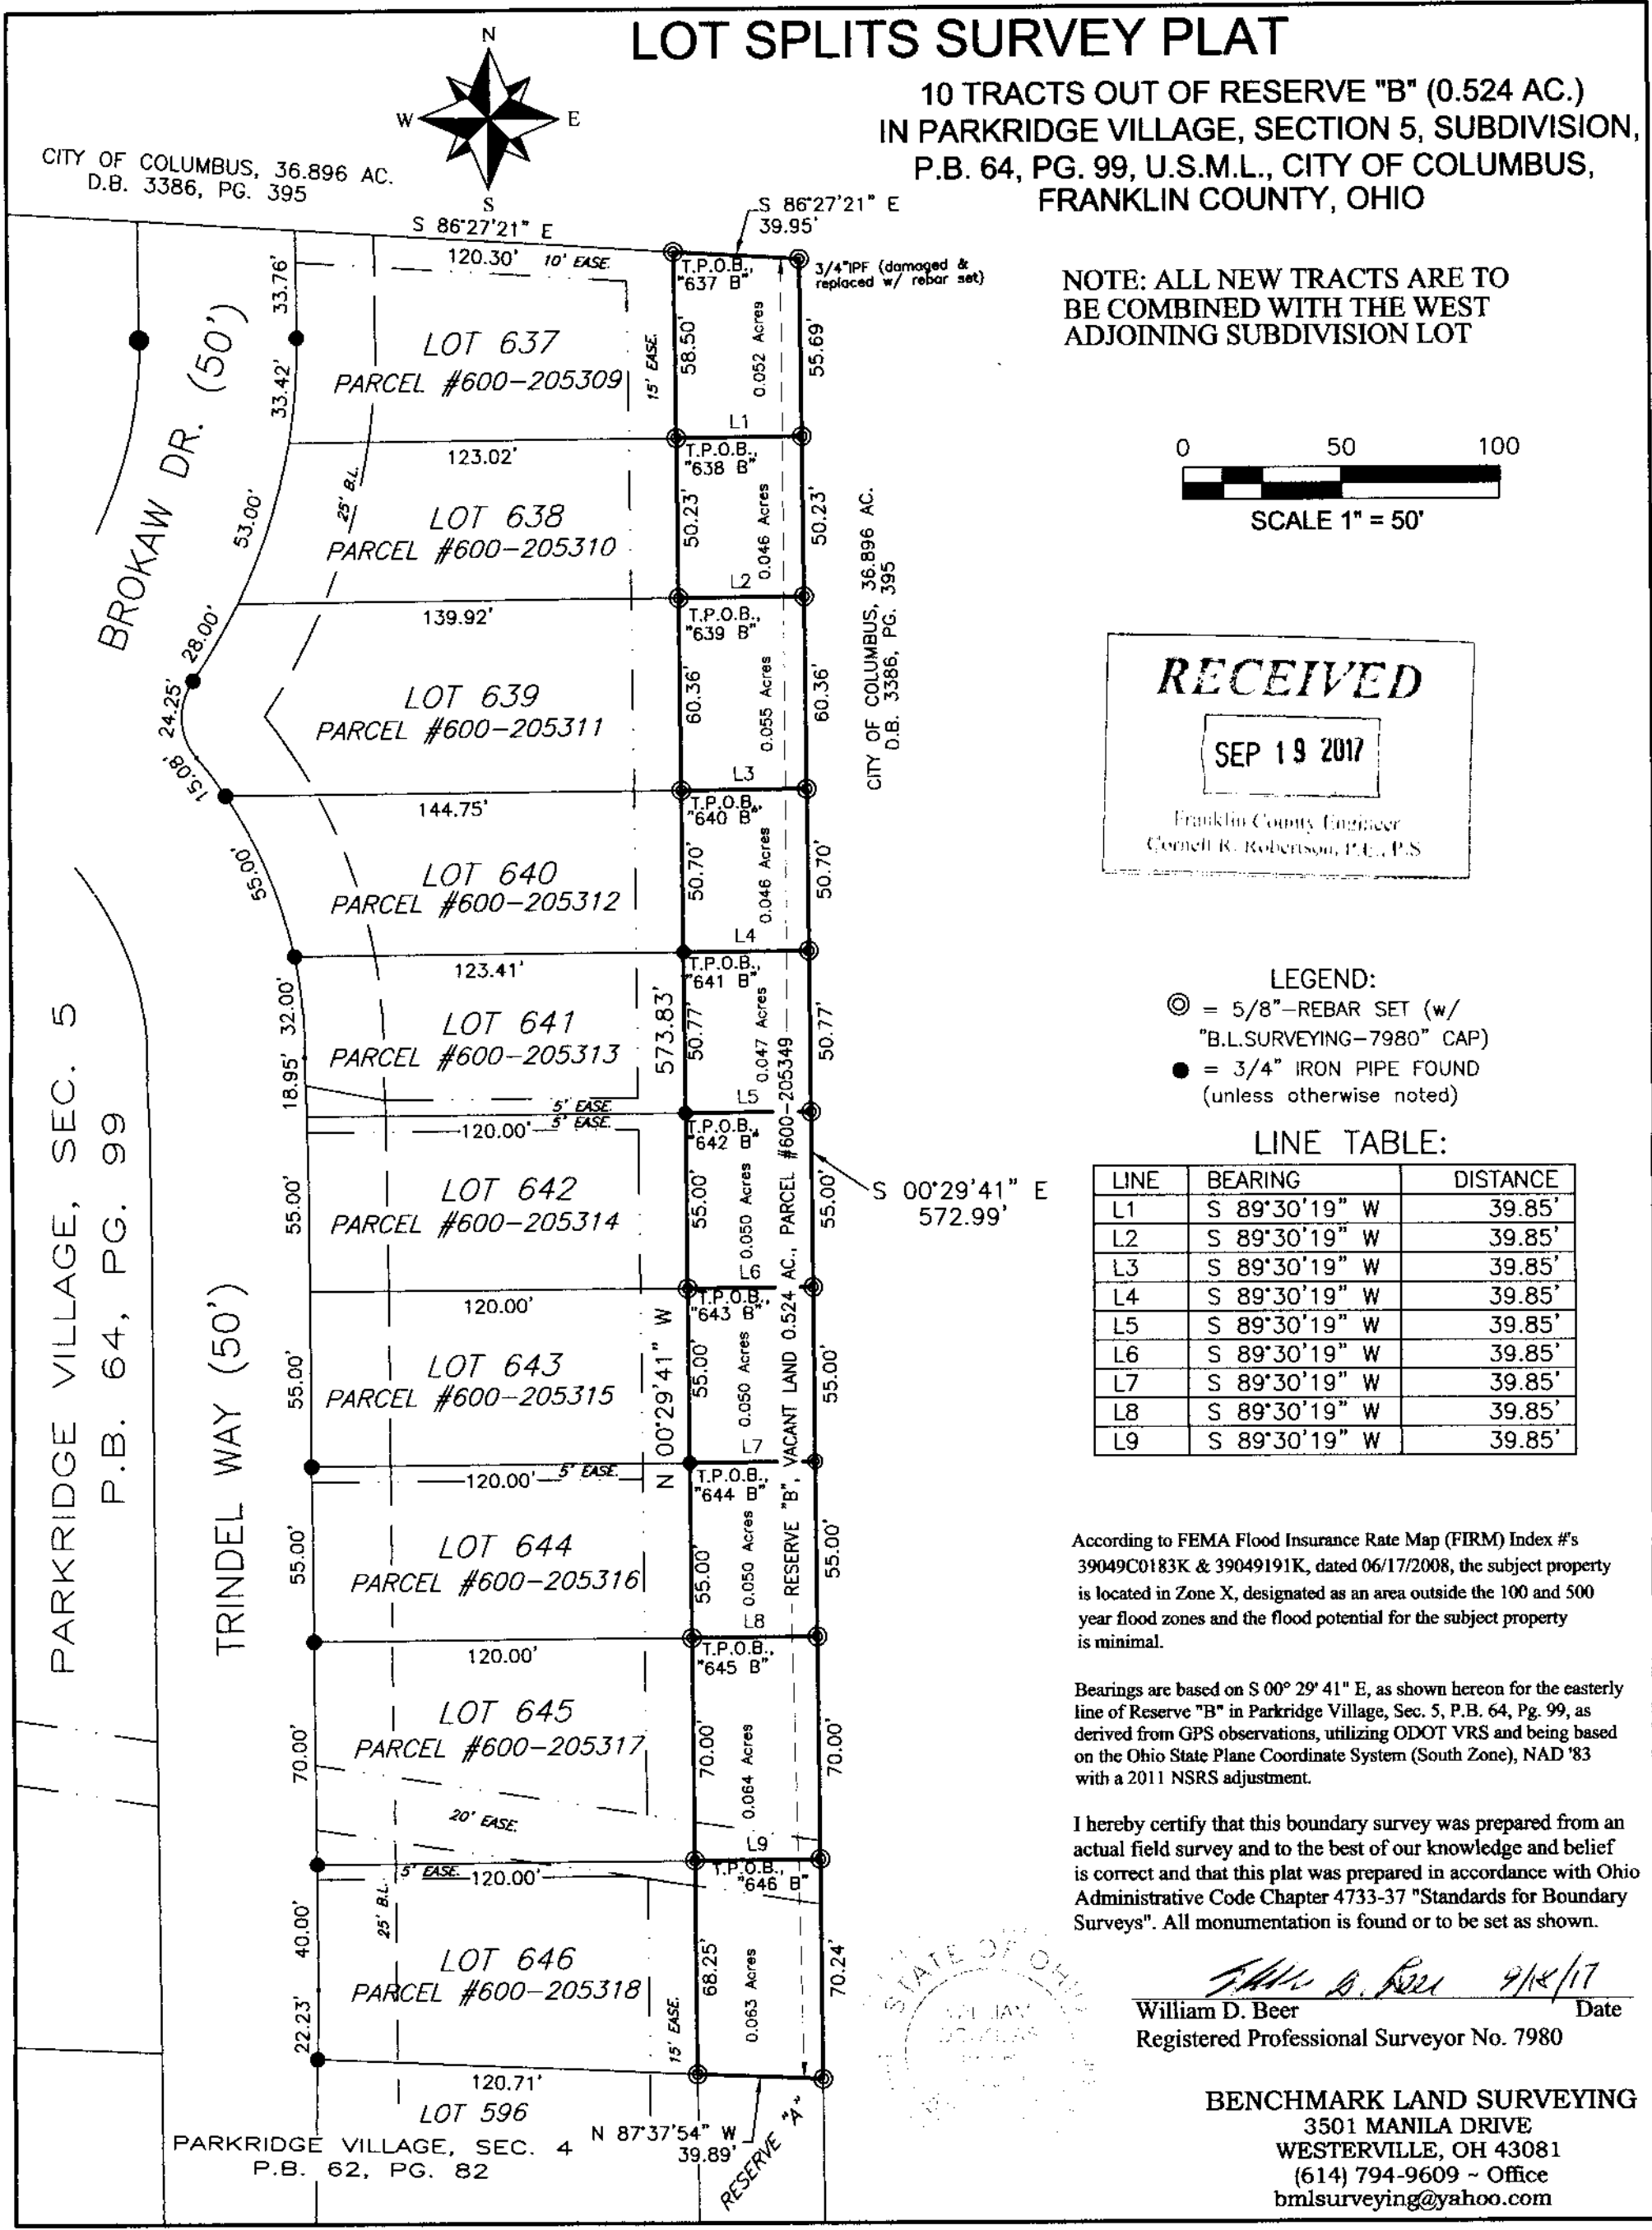 LOT SPLITS SURVEY PLAT
10 TRACTS OUT OF RESERVE "B" (0.524 AC.)
IN PARKRIDGE VILLAGE, SECTION 5, SUBDIVISION,
P.B. 64, PG. 99, U.S.M.L., CITY OF COLUMBUS,
FRANKLIN COUNTY, OHIO
N
W
E
S
CITY OF COLUMBUS, 36.896 AC.
D.B. 3386, PG. 395
S 86°27'21" E
120.30'
10' EASE.
S 86°27'21" E
39.95'
3/4"IPF (damaged &
replaced w/ rebar set)
NOTE: ALL NEW TRACTS ARE TO
BE COMBINED WITH THE WEST
ADJOINING SUBDIVISION LOT
0 50 100
SCALE 1" = 50'
BROKAW DR. (50')
33.76'
33.42'
53.00'
28.00'
24.25'
15.08'
55.00'
32.00'
18.95'
55.00'
55.00'
55.00'
70.00'
40.00'
22.23'
25' B.L.
15' EASE.
LOT 637
PARCEL #600-205309
T.P.O.B.,
"637 B"
58.50'
0.052 Acres
55.69'
L1
123.02'
LOT 638
PARCEL #600-205310
T.P.O.B.,
"638 B"
50.23'
0.046 Acres
50.23'
L2
139.92'
LOT 639
PARCEL #600-205311
T.P.O.B.,
"639 B"
60.36'
0.055 Acres
60.36'
L3
144.75'
LOT 640
PARCEL #600-205312
T.P.O.B.,
"640 B"
50.70'
0.046 Acres
50.70'
L4
123.41'
LOT 641
PARCEL #600-205313
T.P.O.B.,
"641 B"
573.83'
50.77'
0.047 Acres
50.77'
L5
5' EASE.
120.00'
5' EASE.
LOT 642
PARCEL #600-205314
T.P.O.B.,
"642 B"
55.00'
0.050 Acres
55.00'
L6
120.00'
LOT 643
PARCEL #600-205315
T.P.O.B.,
"643 B"
N 00°29'41" W
55.00'
0.050 Acres
55.00'
L7
120.00'
5' EASE.
LOT 644
PARCEL #600-205316
T.P.O.B.,
"644 B"
55.00'
0.050 Acres
55.00'
L8
120.00'
LOT 645
PARCEL #600-205317
T.P.O.B.,
"645 B"
70.00'
0.064 Acres
70.00'
20' EASE.
L9
5' EASE.
120.00'
T.P.O.B.,
"646 B"
25' B.L.
LOT 646
PARCEL #600-205318
68.25'
0.063 Acres
70.24'
15' EASE.
120.71'
LOT 596
PARKRIDGE VILLAGE, SEC. 4
P.B. 62, PG. 82
N 87°37'54" W
39.89'
RESERVE "A"
RESERVE "B", VACANT LAND 0.524 AC., PARCEL #600-205349
CITY OF COLUMBUS, 36.896 AC.
D.B. 3386, PG. 395
S 00°29'41" E
572.99'
PARKRIDGE VILLAGE, SEC. 5
P.B. 64, PG. 99
TRINDEL WAY (50')
RECEIVED
SEP 19 2017
Franklin County Engineer
Cornell R. Robertson, P.E., P.S
LEGEND:
◎ = 5/8"-REBAR SET (w/
"B.L.SURVEYING-7980" CAP)
● = 3/4" IRON PIPE FOUND
(unless otherwise noted)
LINE TABLE:
LINE BEARING DISTANCE
L1 S 89°30'19" W 39.85'
L2 S 89°30'19" W 39.85'
L3 S 89°30'19" W 39.85'
L4 S 89°30'19" W 39.85'
L5 S 89°30'19" W 39.85'
L6 S 89°30'19" W 39.85'
L7 S 89°30'19" W 39.85'
L8 S 89°30'19" W 39.85'
L9 S 89°30'19" W 39.85'
According to FEMA Flood Insurance Rate Map (FIRM) Index #'s
39049C0183K & 39049191K, dated 06/17/2008, the subject property
is located in Zone X, designated as an area outside the 100 and 500
year flood zones and the flood potential for the subject property
is minimal.
Bearings are based on S 00° 29' 41" E, as shown hereon for the easterly
line of Reserve "B" in Parkridge Village, Sec. 5, P.B. 64, Pg. 99, as
derived from GPS observations, utilizing ODOT VRS and being based
on the Ohio State Plane Coordinate System (South Zone), NAD '83
with a 2011 NSRS adjustment.
I hereby certify that this boundary survey was prepared from an
actual field survey and to the best of our knowledge and belief
is correct and that this plat was prepared in accordance with Ohio
Administrative Code Chapter 4733-37 "Standards for Boundary
Surveys". All monumentation is found or to be set as shown.
9/18/17
William D. Beer Date
Registered Professional Surveyor No. 7980
STATE OF OHIO
BENCHMARK LAND SURVEYING
3501 MANILA DRIVE
WESTERVILLE, OH 43081
(614) 794-9609 ~ Office
bmlsurveying@yahoo.com